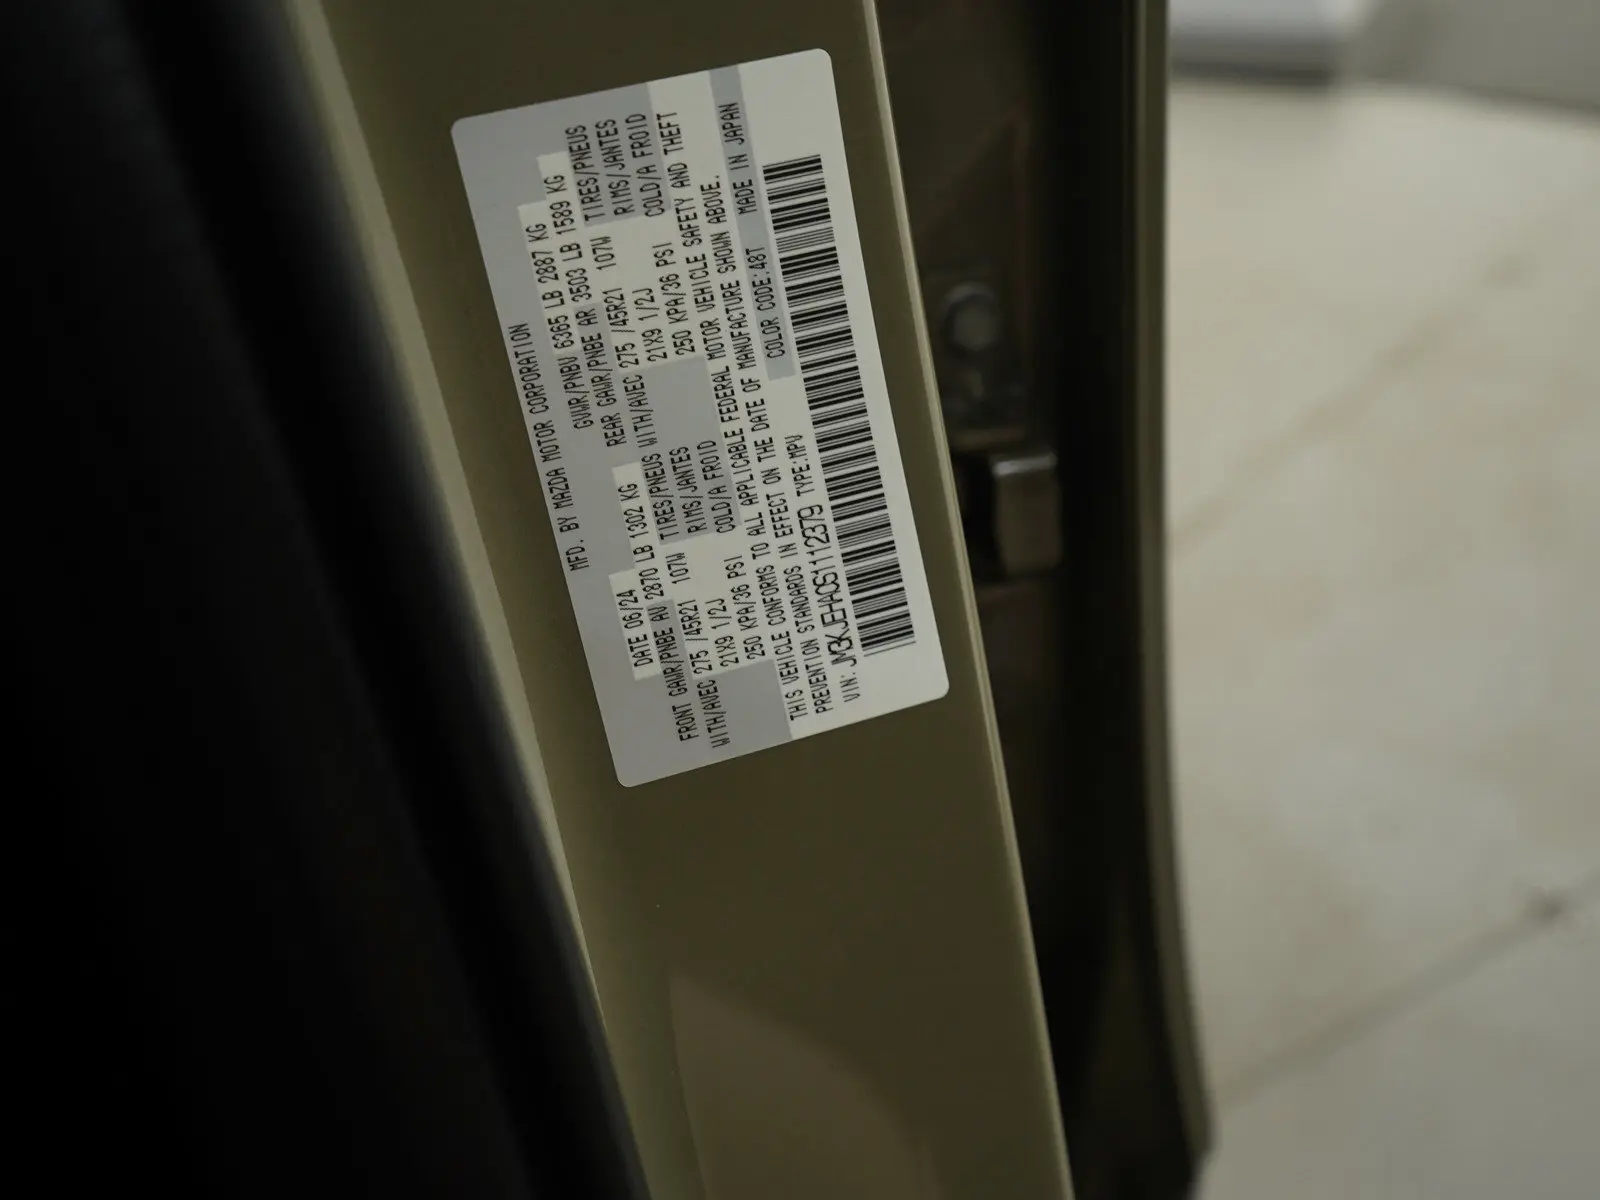 MFD. BY MAZDA MOTOR CORPORATION
DATE 06/24 GVWR/PNBV 6365 LB 2887 KG
FRONT GAWR/PNBE AV 2870 LB 1302 KG REAR GAWR/PNBE AR 3503 LB 1589 KG
WITH/AVEC 275 /45R21 107W TIRES/PNEUS WITH/AVEC 275 /45R21 107W TIRES/PNEUS
21X9 1/2J RIMS/JANTES 21X9 1/2J RIMS/JANTES
250 KPA/36 PSI COLD/A FROID 250 KPA/36 PSI COLD/A FROID
THIS VEHICLE CONFORMS TO ALL APPLICABLE FEDERAL MOTOR VEHICLE SAFETY AND THEFT
PREVENTION STANDARDS IN EFFECT ON THE DATE OF MANUFACTURE SHOWN ABOVE.
VIN: JM3KJEHA0S1112379 TYPE:MPV COLOR CODE:48T MADE IN JAPAN